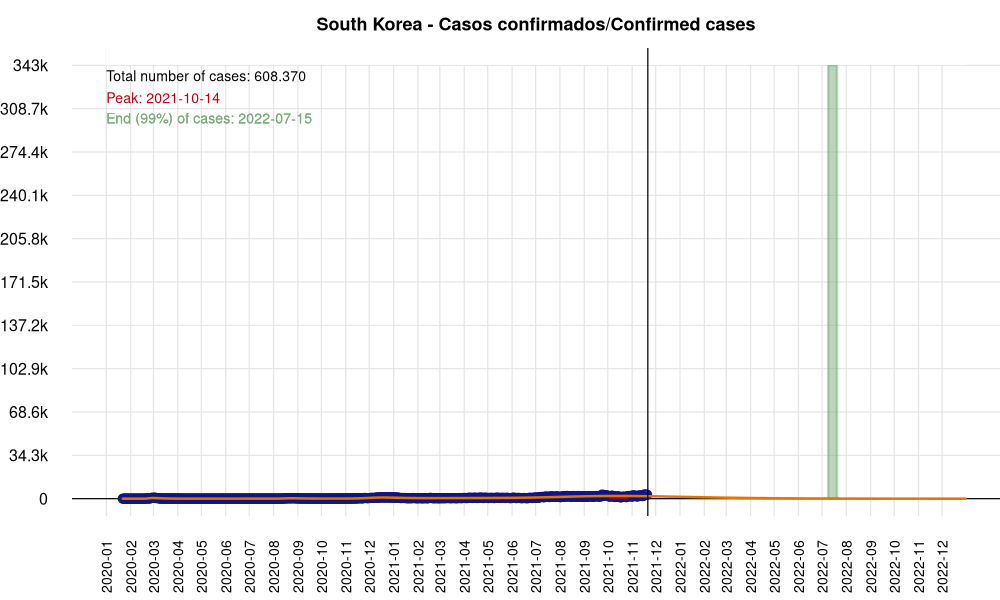 South Korea - Casos confirmados/Confirmed cases
343k
Total number of cases: 608.370
Peak: 2021-10-14
308.7k
End (99%) of cases: 2022-07-15
274.4k
240.1k
205.8k
171.5k
137.2k
102.9k
68.6k
34.3k
0
2020-01
2020-02
2020-03
2020-04
2020-05
2020-06
2020-07
2020-08
2020-09
2020-10
2020-11
2020-12
2021-01
2021-02
2021-03
2021-04
2021-05
2021-06
2021-07
2021-08
2021-09
2021-10
2021-11
2021-12
2022-01
2022-02
2022-03
2022-04
2022-05
2022-06
2022-07
2022-08
2022-09
2022-10
2022-11
2022-12